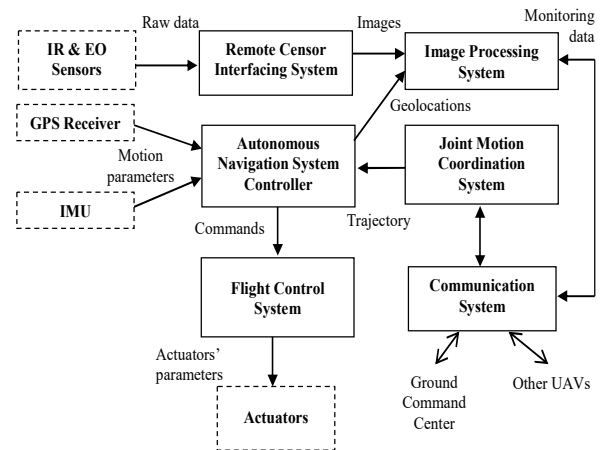 IR & EO
Sensors
Raw data
Remote Censor
Interfacing System
Images
Image Processing
System
Monitoring
data
GPS Receiver
Motion
parameters
IMU
Autonomous
Navigation System
Controller
Geolocations
Joint Motion
Coordination
System
Trajectory
Commands
Flight Control
System
Communication
System
Actuators'
parameters
Actuators
Ground
Command
Center
Other UAVs